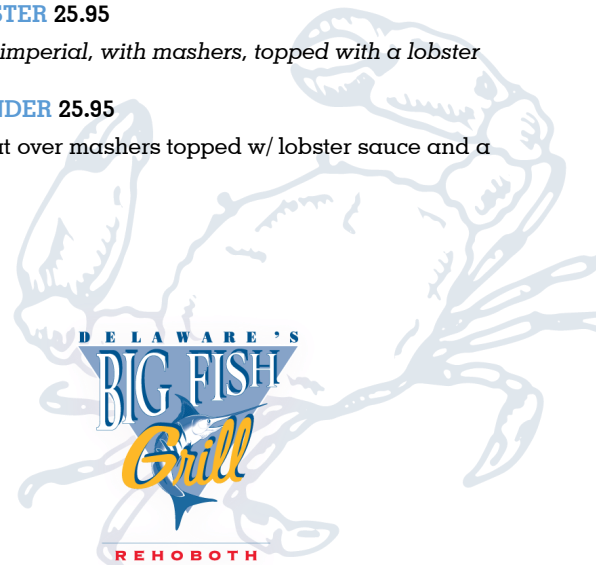 STER 25.95
imperial, with mashers, topped with a lobster
NDER 25.95
at over mashers topped w/ lobster sauce and a
DELAWARE'S
BIG FISH
Grill
REHOBOTH